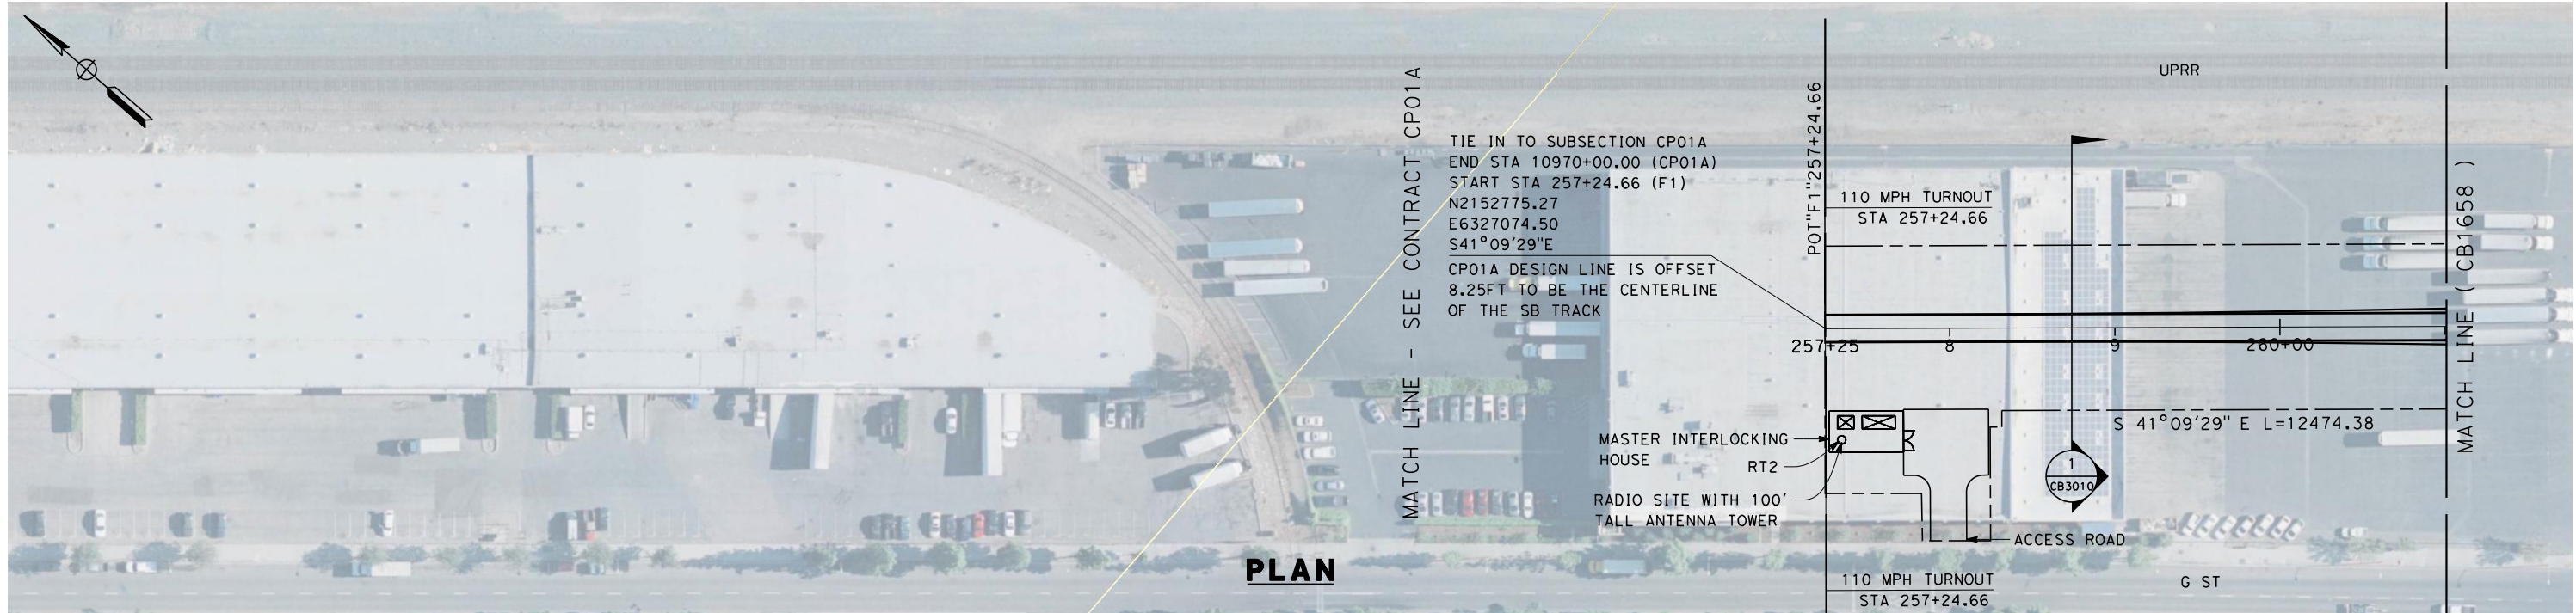 MATCH LINE - SEE CONTRACT CP01A
TIE IN TO SUBSECTION CP01A
END STA 10970+00.00 (CP01A)
START STA 257+24.66 (F1)
N2152775.27
E6327074.50
S41°09'29"E
CP01A DESIGN LINE IS OFFSET
8.25FT TO BE THE CENTERLINE
OF THE SB TRACK
POT"F1"257+24.66
UPRR
110 MPH TURNOUT
STA 257+24.66
MATCH LINE ( CB1658 )
257+25
8
9
260+00
S 41°09'29" E L=12474.38
MASTER INTERLOCKING
HOUSE
RT2
RADIO SITE WITH 100'
TALL ANTENNA TOWER
1
CB3010
ACCESS ROAD
PLAN
110 MPH TURNOUT
STA 257+24.66
G ST